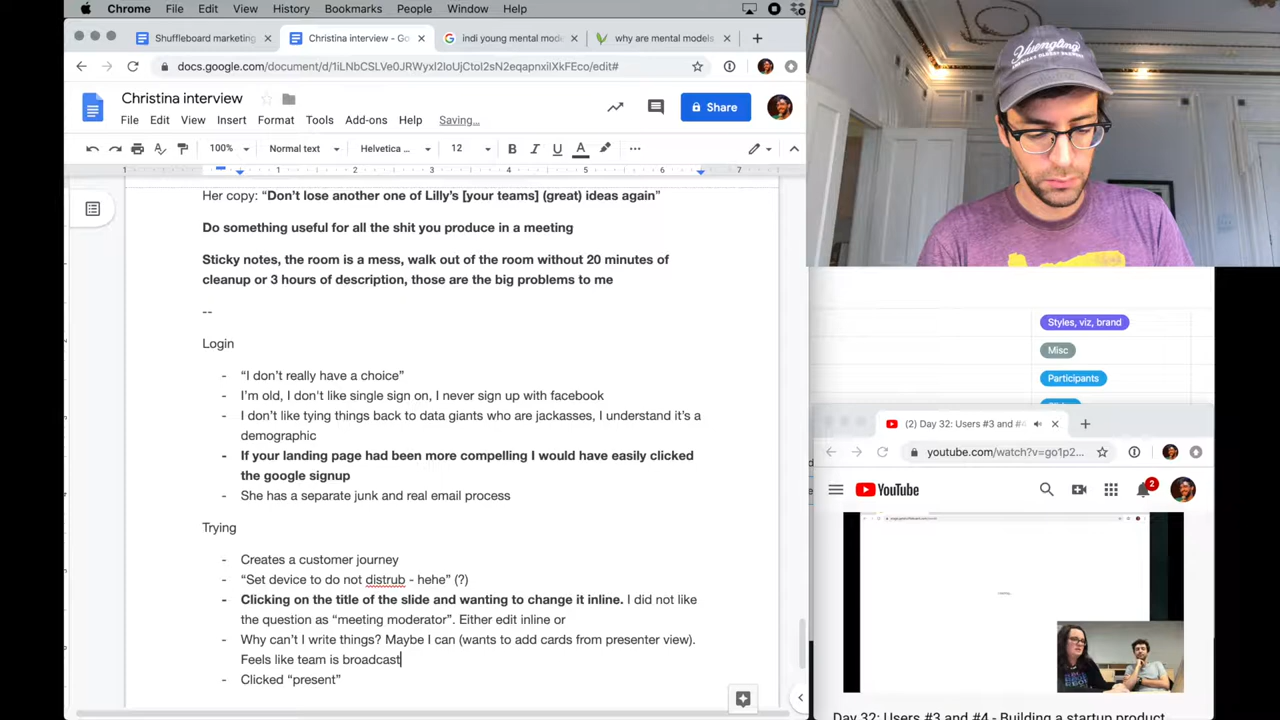 Chrome File Edit View History Bookmarks People Window Help
Shuffleboard marketing
Christina interview - Go
indi young mental mode
why are mental models
Christina interview
File Edit View Insert Format Tools Add-ons Help Saving...
Share
100% Normal text Helvetica ... 12
Her copy: “Don’t lose another one of Lilly’s [your teams] (great) ideas again”
Do something useful for all the shit you produce in a meeting
Sticky notes, the room is a mess, walk out of the room without 20 minutes of
cleanup or 3 hours of description, those are the big problems to me
--
Login
- “I don’t really have a choice”
- I’m old, I don't like single sign on, I never sign up with facebook
- I don’t like tying things back to data giants who are jackasses, I understand it’s a
demographic
- If your landing page had been more compelling I would have easily clicked
the google signup
- She has a separate junk and real email process
Trying
- Creates a customer journey
- “Set device to do not distrub - hehe” (?)
- Clicking on the title of the slide and wanting to change it inline. I did not like
the question as “meeting moderator”. Either edit inline or
- Why can’t I write things? Maybe I can (wants to add cards from presenter view).
Feels like team is broadcast
- Clicked “present”
Yuengling
Styles, viz, brand
Misc
Participants
(2) Day 32: Users #3 and #4
youtube.com/watch?v=go1p2...
YouTube
2
Day 32: Users #3 and #4 - Building a startup product